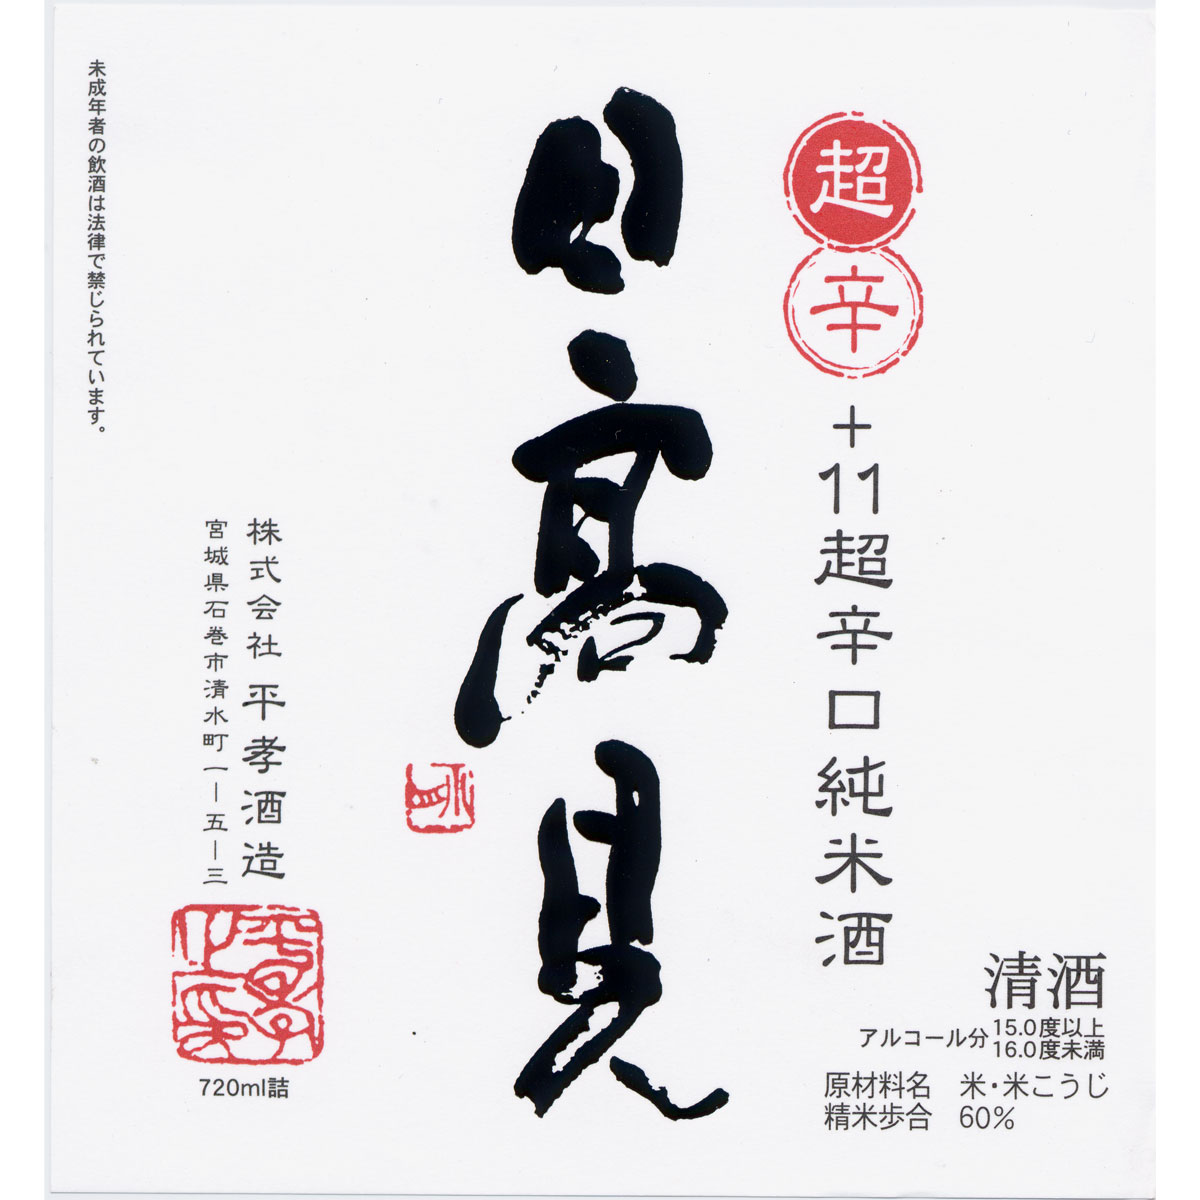 超辛
+11超辛口純米酒
日高見
清酒
アルコール分15.0度以上
16.0度未満
原材料名 米・米こうじ
精米歩合 60%
株式会社 平孝酒造
宮城県石巻市清水町一ー五ー三
720ml詰
未成年者の飲酒は法律で禁じられています。